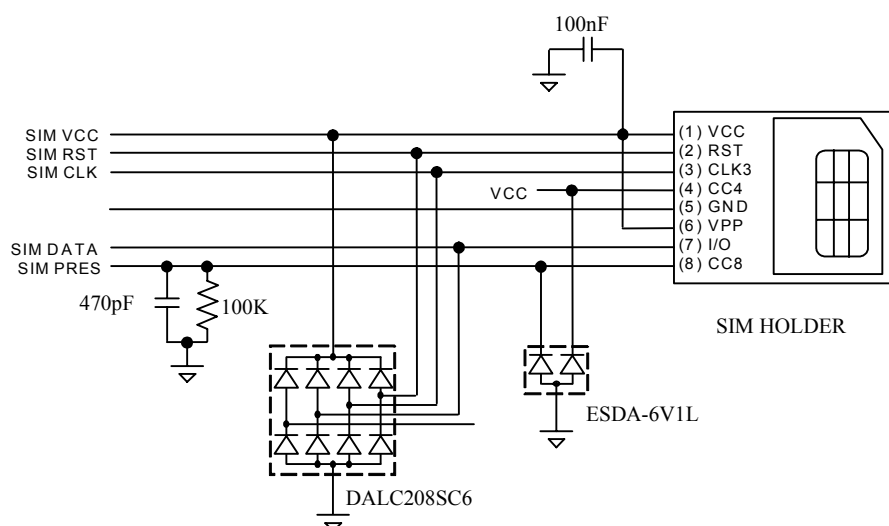 100nF
SIM VCC
SIM RST
SIM CLK
SIM DATA
SIM PRES
VCC
(1) VCC
(2) RST
(3) CLK3
(4) CC4
(5) GND
(6) VPP
(7) I/O
(8) CC8
470pF
100K
SIM HOLDER
ESDA-6V1L
DALC208SC6